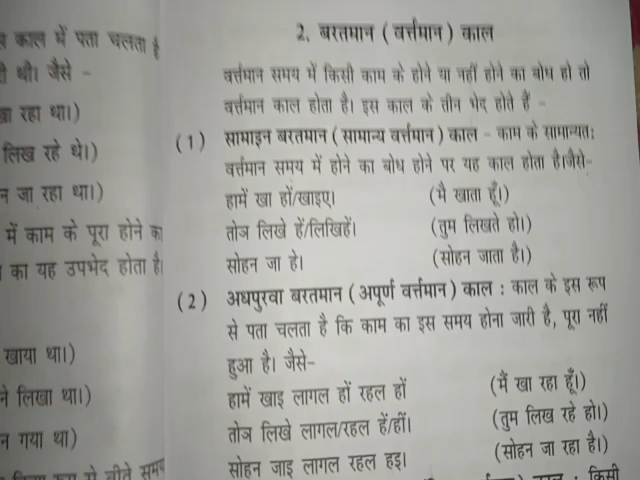 काल में पता चलता है
थी। जैसे -
रहा था।)
लिख रहे थे।)
जा रहा था।)
में काम के पूरा होने का
का यह उपभेद होता है।
खाया था।)
लिखा था।)
गया था)
2. बरतमान ( वर्त्तमान ) काल
वर्त्तमान समय में किसी काम के होने या नहीं होने का बोध हो तो
वर्त्तमान काल होता है। इस काल के तीन भेद होते हैं -
(1) सामाइन बरतमान ( सामान्य वर्त्तमान ) काल - काम के सामान्यत:
वर्त्तमान समय में होने का बोध होने पर यह काल होता है।जैसे-
हामें खा हों/खाइए। (मै खाता हूँ।)
तोञ लिखे हें/लिखिहें। (तुम लिखते हो।)
सोहन जा हे। (सोहन जाता है।)
(2) अधपुरवा बरतमान ( अपूर्ण वर्त्तमान ) काल : काल के इस रूप
से पता चलता है कि काम का इस समय होना जारी है, पूरा नहीं
हुआ है। जैसे-
हामें खाइ लागल हों रहल हों (मैं खा रहा हूँ।)
तोञ लिखे लागल/रहल हें/हीं। (तुम लिख रहे हो।)
सोहन जाइ लागल रहल हइ। (सोहन जा रहा है।)